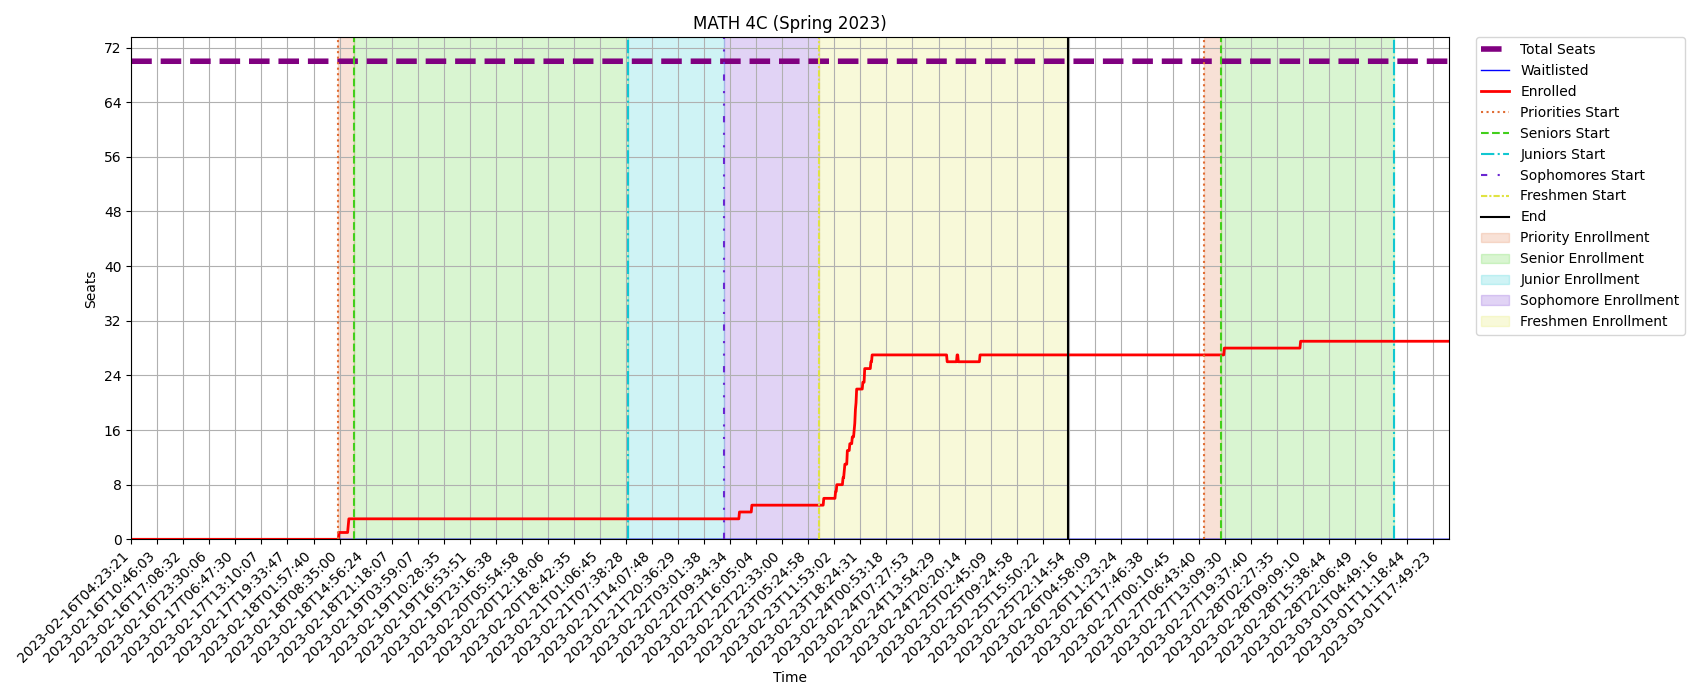 MATH 4C (Spring 2023)
Seats
72
64
56
48
40
32
24
16
8
0
2023-02-16T04:23:21
2023-02-16T10:46:03
2023-02-16T17:08:32
2023-02-16T23:30:06
2023-02-17T06:47:30
2023-02-17T13:10:07
2023-02-17T19:33:47
2023-02-18T01:57:40
2023-02-18T08:35:00
2023-02-18T14:56:24
2023-02-18T21:18:07
2023-02-19T03:59:07
2023-02-19T10:28:35
2023-02-19T16:53:51
2023-02-19T23:16:38
2023-02-20T05:54:58
2023-02-20T12:18:06
2023-02-20T18:42:35
2023-02-21T01:06:45
2023-02-21T07:38:28
2023-02-21T14:07:48
2023-02-21T20:36:29
2023-02-22T03:01:38
2023-02-22T09:34:34
2023-02-22T16:05:04
2023-02-22T22:33:00
2023-02-23T05:24:58
2023-02-23T11:53:02
2023-02-23T18:24:31
2023-02-24T00:53:18
2023-02-24T07:27:53
2023-02-24T13:54:29
2023-02-24T20:20:14
2023-02-25T02:45:09
2023-02-25T09:24:58
2023-02-25T15:50:22
2023-02-25T22:14:54
2023-02-26T04:58:09
2023-02-26T11:23:24
2023-02-26T17:46:38
2023-02-27T00:10:45
2023-02-27T06:43:40
2023-02-27T13:09:30
2023-02-27T19:37:40
2023-02-28T02:27:35
2023-02-28T09:09:10
2023-02-28T15:38:44
2023-02-28T22:06:49
2023-03-01T04:49:16
2023-03-01T11:18:44
2023-03-01T17:49:23
Time
Total Seats
Waitlisted
Enrolled
Priorities Start
Seniors Start
Juniors Start
Sophomores Start
Freshmen Start
End
Priority Enrollment
Senior Enrollment
Junior Enrollment
Sophomore Enrollment
Freshmen Enrollment